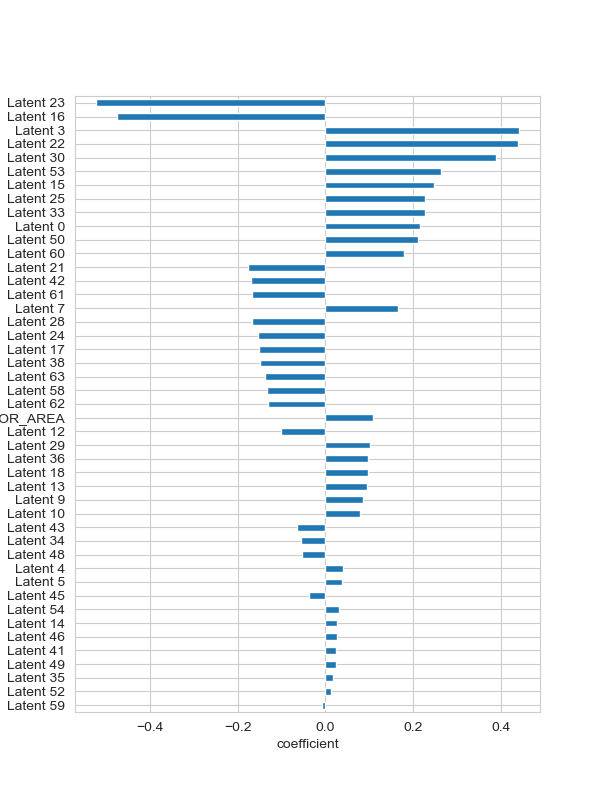 Latent 23
Latent 16
Latent 3
Latent 22
Latent 30
Latent 53
Latent 15
Latent 25
Latent 33
Latent 0
Latent 50
Latent 60
Latent 21
Latent 42
Latent 61
Latent 7
Latent 28
Latent 24
Latent 17
Latent 38
Latent 63
Latent 58
Latent 62
OR_AREA
Latent 12
Latent 29
Latent 36
Latent 18
Latent 13
Latent 9
Latent 10
Latent 43
Latent 34
Latent 48
Latent 4
Latent 5
Latent 45
Latent 54
Latent 14
Latent 46
Latent 41
Latent 49
Latent 35
Latent 52
Latent 59
−0.4 −0.2 0.0 0.2 0.4
coefficient